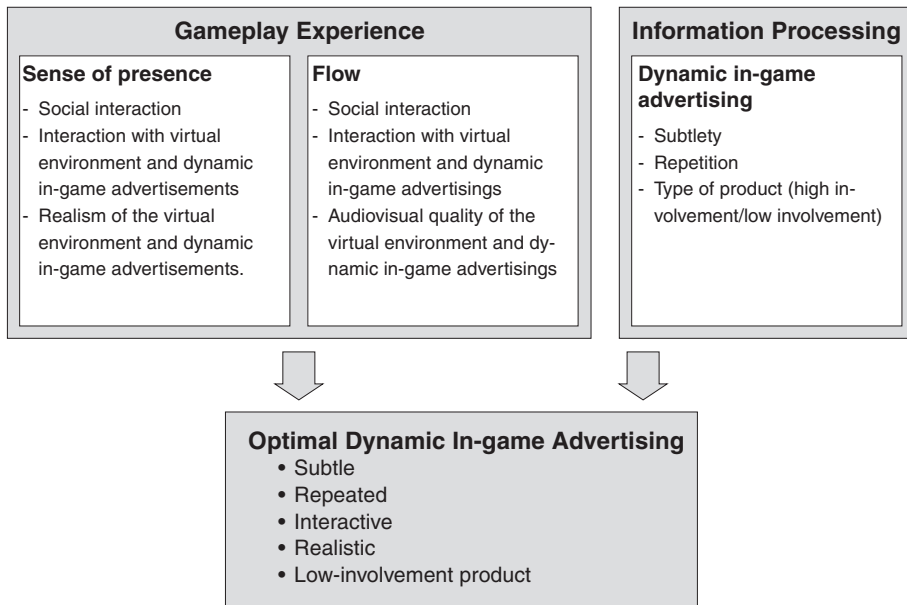 Gameplay Experience
Sense of presence
- Social interaction
- Interaction with virtual
environment and dynamic
in-game advertisements
- Realism of the virtual
environment and dynamic
in-game advertisements.
Flow
- Social interaction
- Interaction with virtual
environment and dynamic
in-game advertisings
- Audiovisual quality of the
virtual environment and dy-
namic in-game advertisings
Information Processing
Dynamic in-game
advertising
- Subtlety
- Repetition
- Type of product (high in-
volvement/low involvement)
Optimal Dynamic In-game Advertising
• Subtle
• Repeated
• Interactive
• Realistic
• Low-involvement product